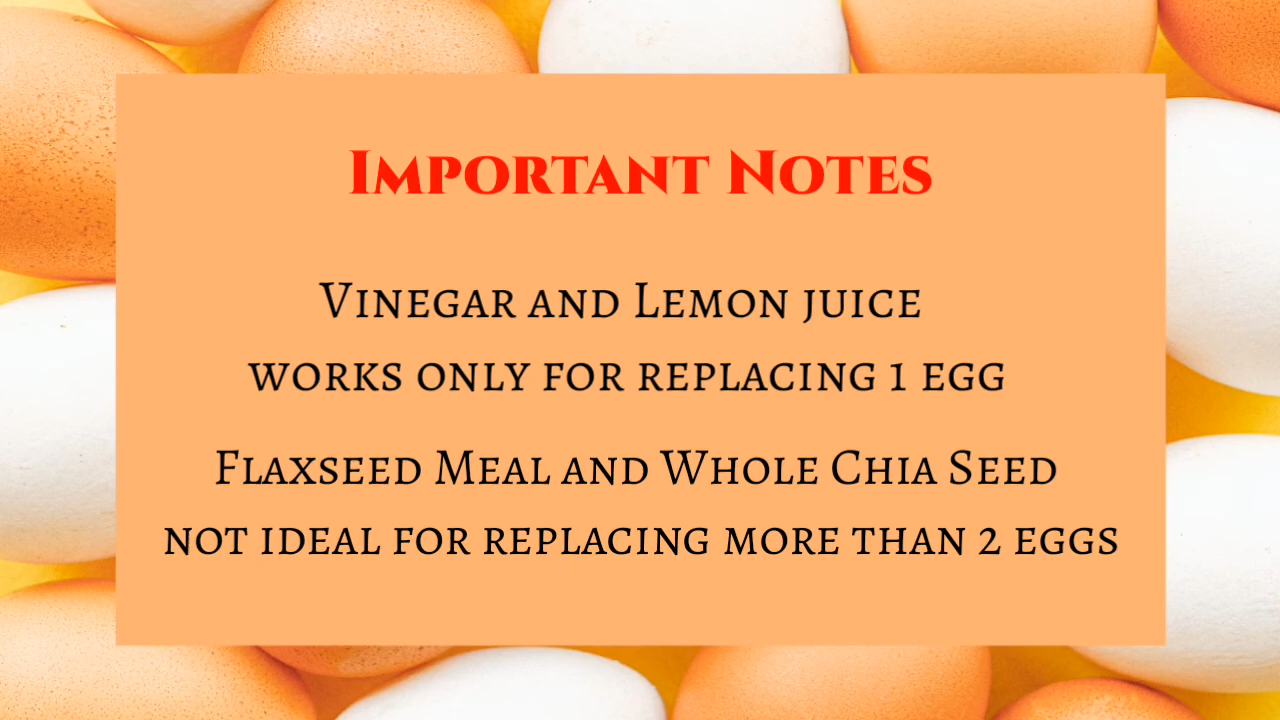 Important Notes
Vinegar and Lemon juice
works only for replacing 1 egg
Flaxseed Meal and Whole Chia Seed
not ideal for replacing more than 2 eggs